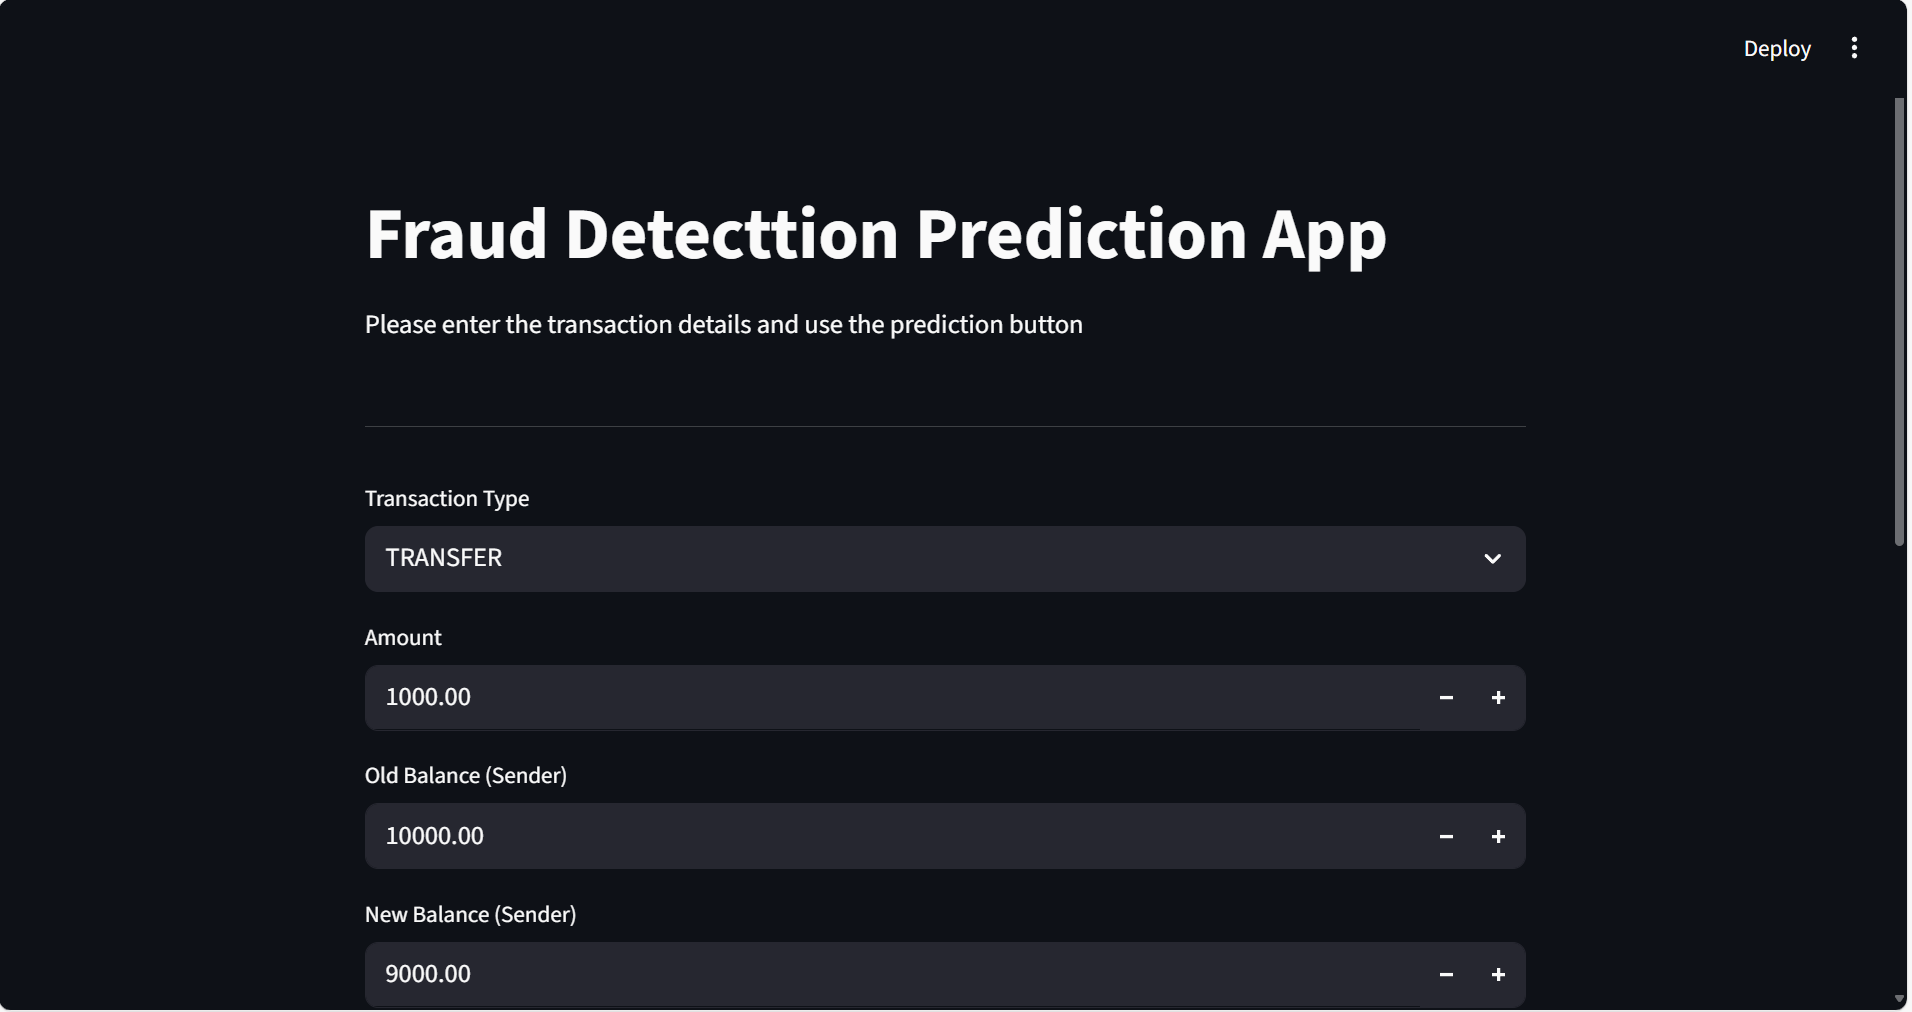 Deploy
Fraud Detecttion Prediction App
Please enter the transaction details and use the prediction button
Transaction Type
TRANSFER
Amount
1000.00
Old Balance (Sender)
10000.00
New Balance (Sender)
9000.00